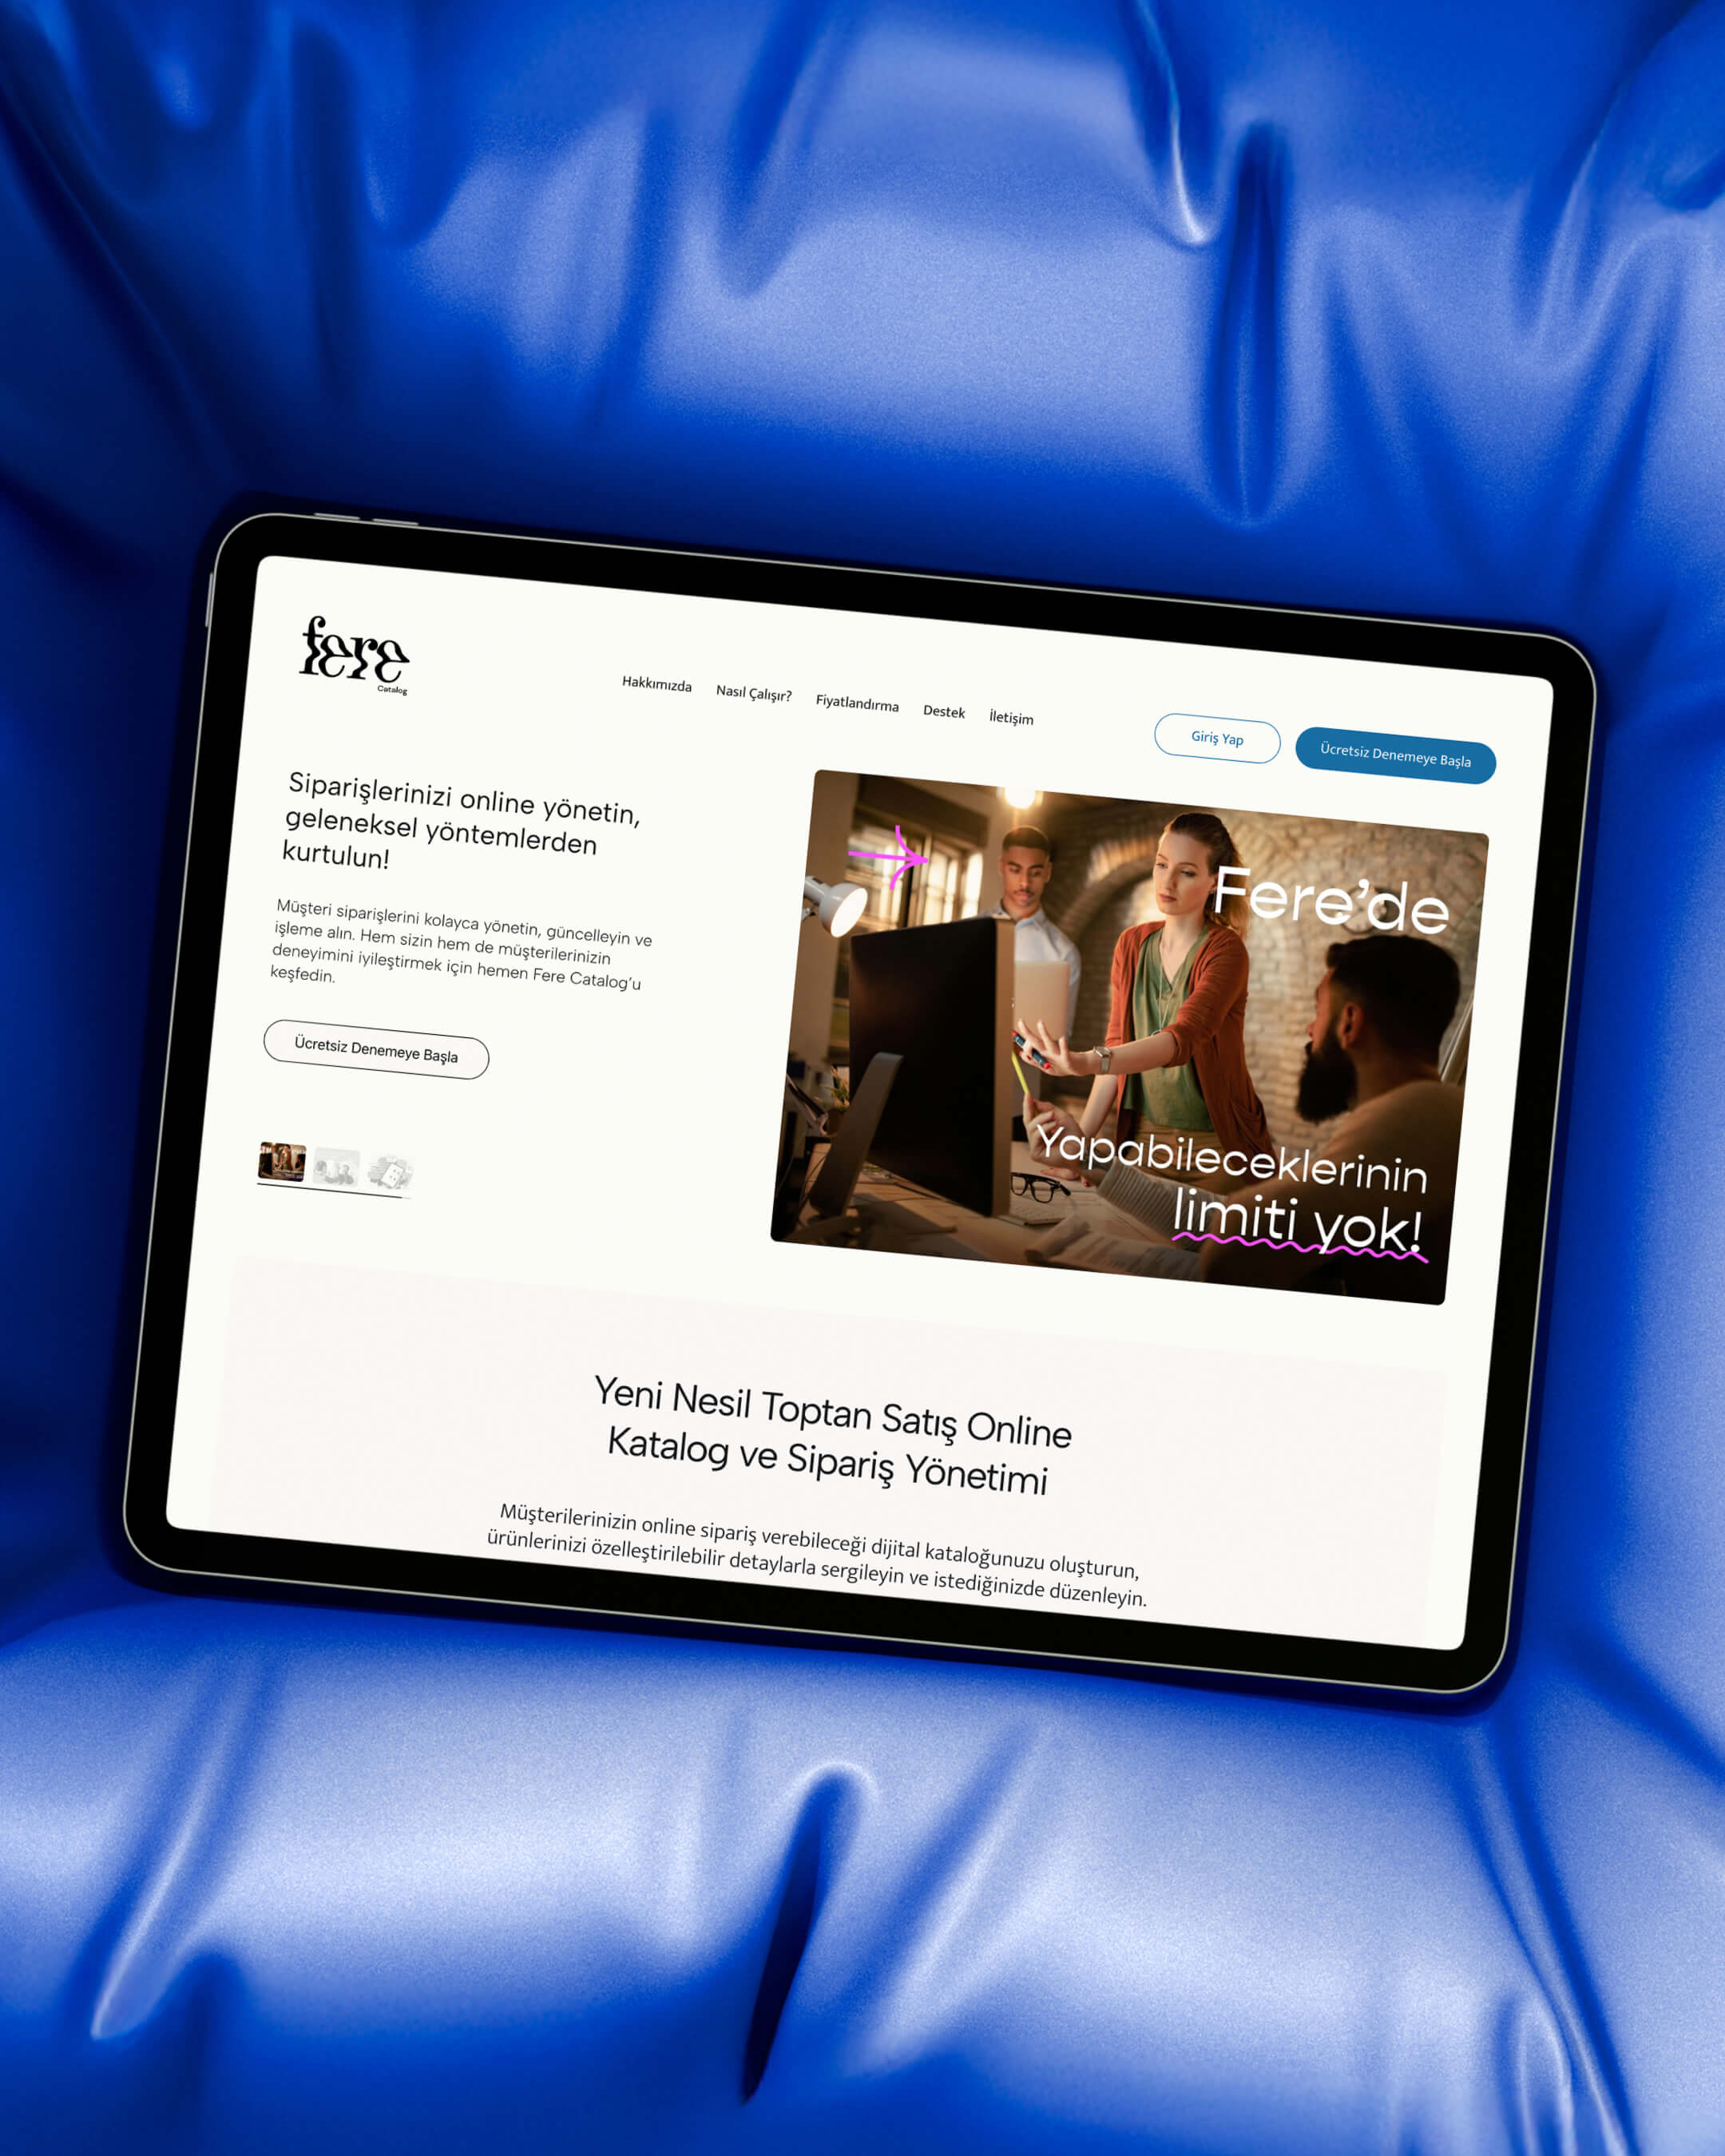 fere
Catalog
Hakkımızda Nasıl Çalışır? Fiyatlandırma Destek İletişim
Giriş Yap
Ücretsiz Denemeye Başla
Siparişlerinizi online yönetin,
geleneksel yöntemlerden
kurtulun!
Müşteri siparişlerini kolayca yönetin, güncelleyin ve
işleme alın. Hem sizin hem de müşterilerinizin
deneyimini iyileştirmek için hemen Fere Catalog’u
keşfedin.
Ücretsiz Denemeye Başla
Fere’de
Yapabileceklerinin
limiti yok!
Yeni Nesil Toptan Satış Online
Katalog ve Sipariş Yönetimi
Müşterilerinizin online sipariş verebileceği dijital kataloğunuzu oluşturun,
ürünlerinizi özelleştirilebilir detaylarla sergileyin ve istediğinizde düzenleyin.